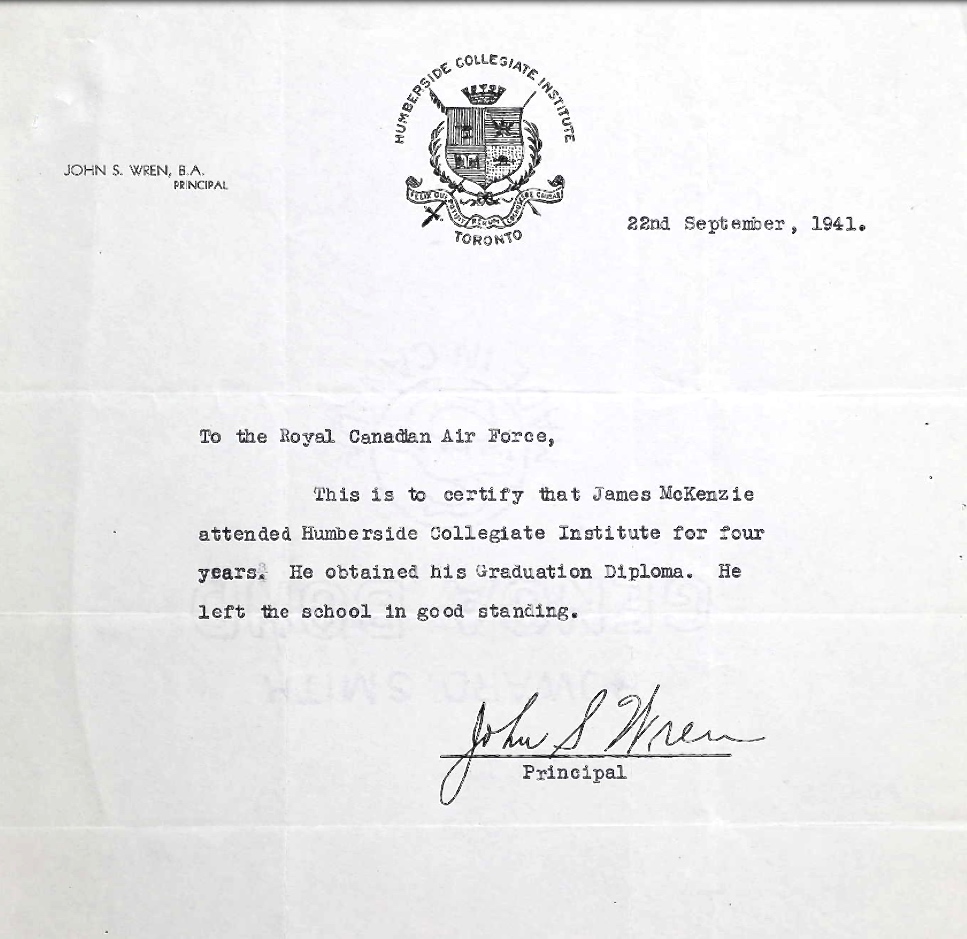 HUMBERSIDE COLLEGIATE INSTITUTE
TORONTO
JOHN S. WREN, B.A.
PRINCIPAL
22nd September, 1941.
To the Royal Canadian Air Force,
This is to certify that James McKenzie
attended Humberside Collegiate Institute for four
years. He obtained his Graduation Diploma. He
left the school in good standing.
John S Wren
Principal